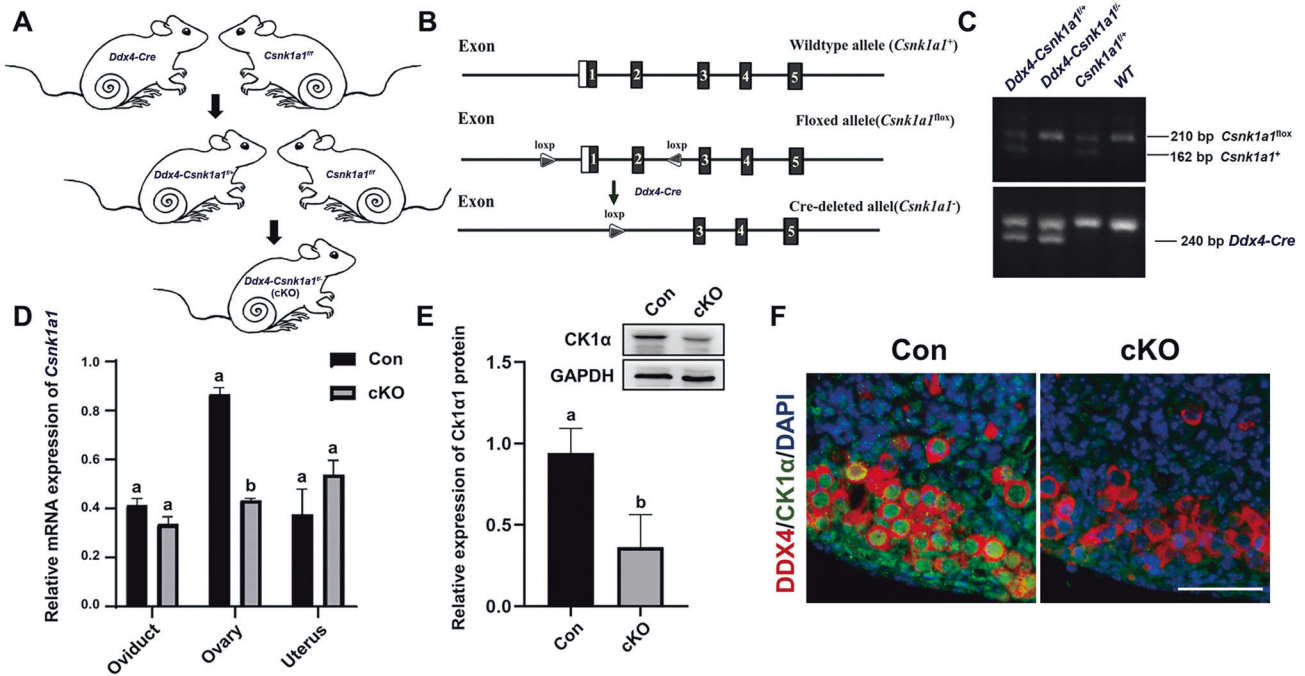 A
Ddx4-Cre
Csnk1a1f/f
Ddx4-Csnk1a1f/+
Csnk1a1f/f
Ddx4-Csnk1a1f/-
(cKO)
B
Exon
Wildtype allele (Csnk1a1+)
1 2 3 4 5
Exon
Floxed allele(Csnk1a1flox)
loxp
loxp
1 2 3 4 5
Ddx4-Cre
Exon
Cre-deleted allel(Csnk1a1-)
loxp
3 4 5
C
Ddx4-Csnk1a1f/+
Ddx4-Csnk1a1f/-
Csnk1a1f/+
WT
210 bp Csnk1a1flox
162 bp Csnk1a1+
240 bp Ddx4-Cre
D
Relative mRNA expression of Csnk1a1
1.0
0.8
0.6
0.4
0.4
0.2
0.0
Con
cKO
a
a
a
b
a
a
Oviduct
Ovary
Uterus
E
Con
cKO
CK1α
GAPDH
Relative expression of Ck1α1 protein
1.5
1.0
0.5
0.0
a
b
Con
cKO
F
Con
cKO
DDX4/CK1α/DAPI